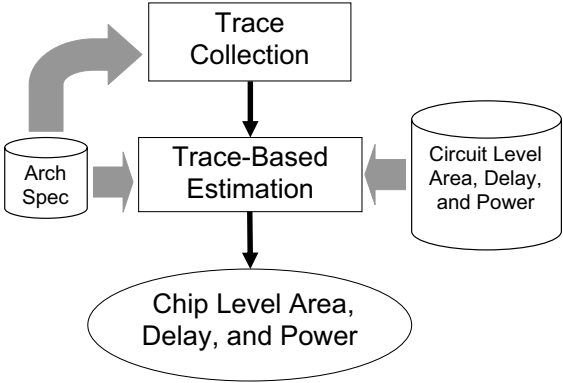 Trace
Collection
Arch
Spec
Trace-Based
Estimation
Circuit Level
Area, Delay,
and Power
Chip Level Area,
Delay, and Power